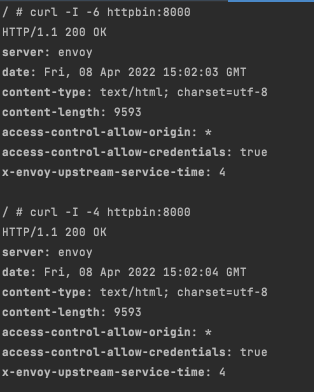 / # curl -I -6 httpbin:8000
HTTP/1.1 200 OK
server: envoy
date: Fri, 08 Apr 2022 15:02:03 GMT
content-type: text/html; charset=utf-8
content-length: 9593
access-control-allow-origin: *
access-control-allow-credentials: true
x-envoy-upstream-service-time: 4
/ # curl -I -4 httpbin:8000
HTTP/1.1 200 OK
server: envoy
date: Fri, 08 Apr 2022 15:02:04 GMT
content-type: text/html; charset=utf-8
content-length: 9593
access-control-allow-origin: *
access-control-allow-credentials: true
x-envoy-upstream-service-time: 4